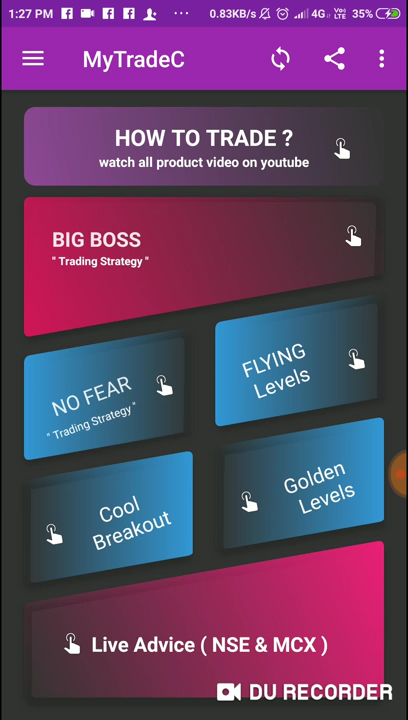 1:27 PM ... 0.83KB/s 4G VoLTE 35%
MyTradeC
HOW TO TRADE ?
watch all product video on youtube
BIG BOSS
" Trading Strategy "
NO FEAR
" Trading Strategy "
FLYING
Levels
Cool
Breakout
Golden
Levels
Live Advice ( NSE & MCX )
DU RECORDER